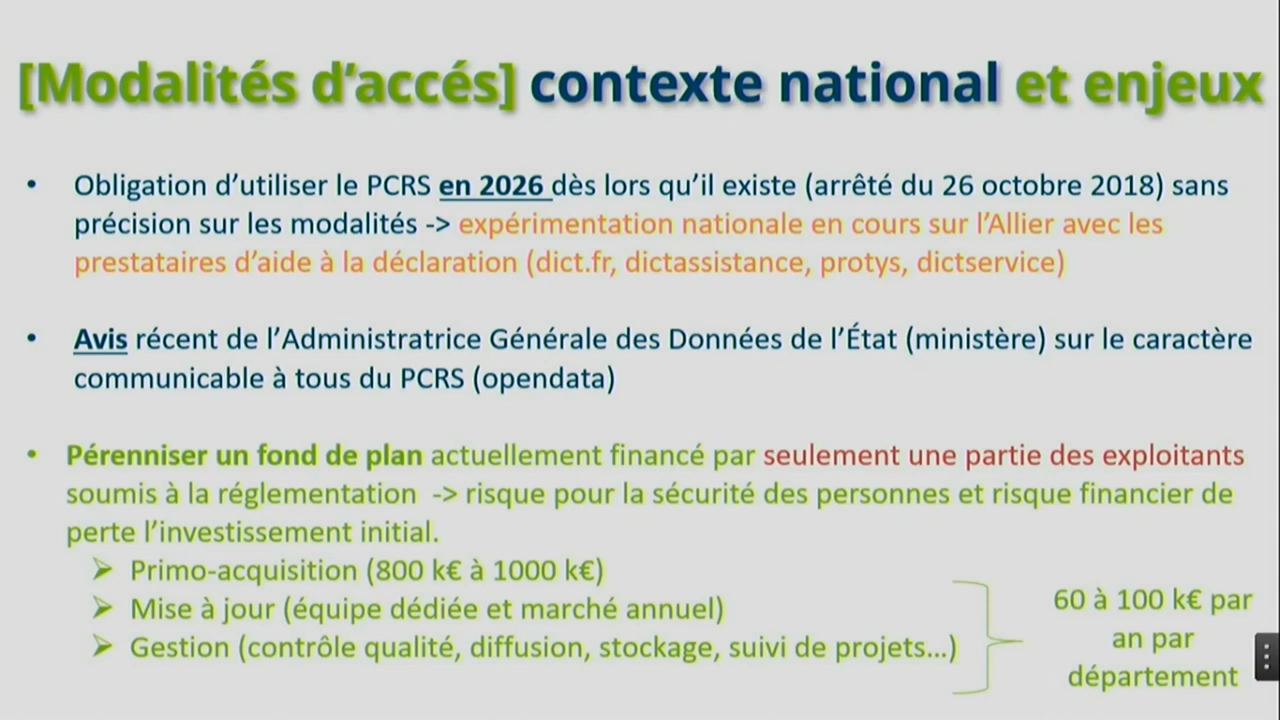 [Modalités d’accés] contexte national et enjeux
• Obligation d’utiliser le PCRS en 2026 dès lors qu’il existe (arrêté du 26 octobre 2018) sans
précision sur les modalités -> expérimentation nationale en cours sur l’Allier avec les
prestataires d’aide à la déclaration (dict.fr, dictassistance, protys, dictservice)
• Avis récent de l’Administratrice Générale des Données de l’État (ministère) sur le caractère
communicable à tous du PCRS (opendata)
• Pérenniser un fond de plan actuellement financé par seulement une partie des exploitants
soumis à la réglementation -> risque pour la sécurité des personnes et risque financier de
perte l’investissement initial.
➢ Primo-acquisition (800 k€ à 1000 k€)
➢ Mise à jour (équipe dédiée et marché annuel)
➢ Gestion (contrôle qualité, diffusion, stockage, suivi de projets…)
60 à 100 k€ par
an par
département